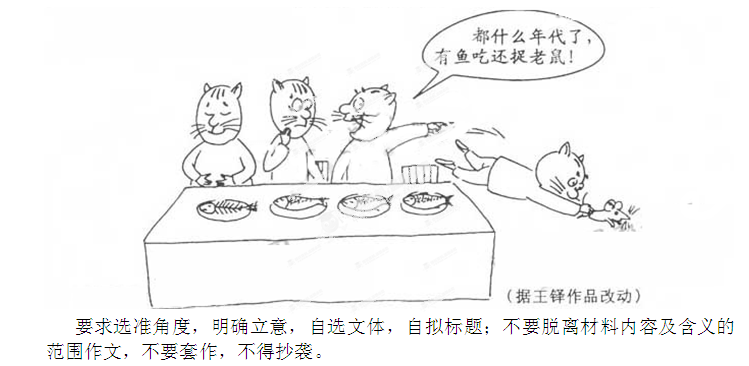 都什么年代了，
有鱼吃还捉老鼠！
（据王铎作品改动）
要求选准角度，明确立意，自选文体，自拟标题；不要脱离材料内容及含义的
范围作文，不要套作，不得抄袭。